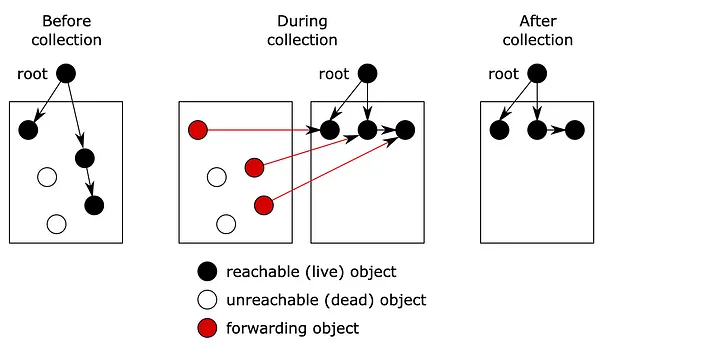 Before
collection
During
collection
After
collection
root
root
root
reachable (live) object
unreachable (dead) object
forwarding object